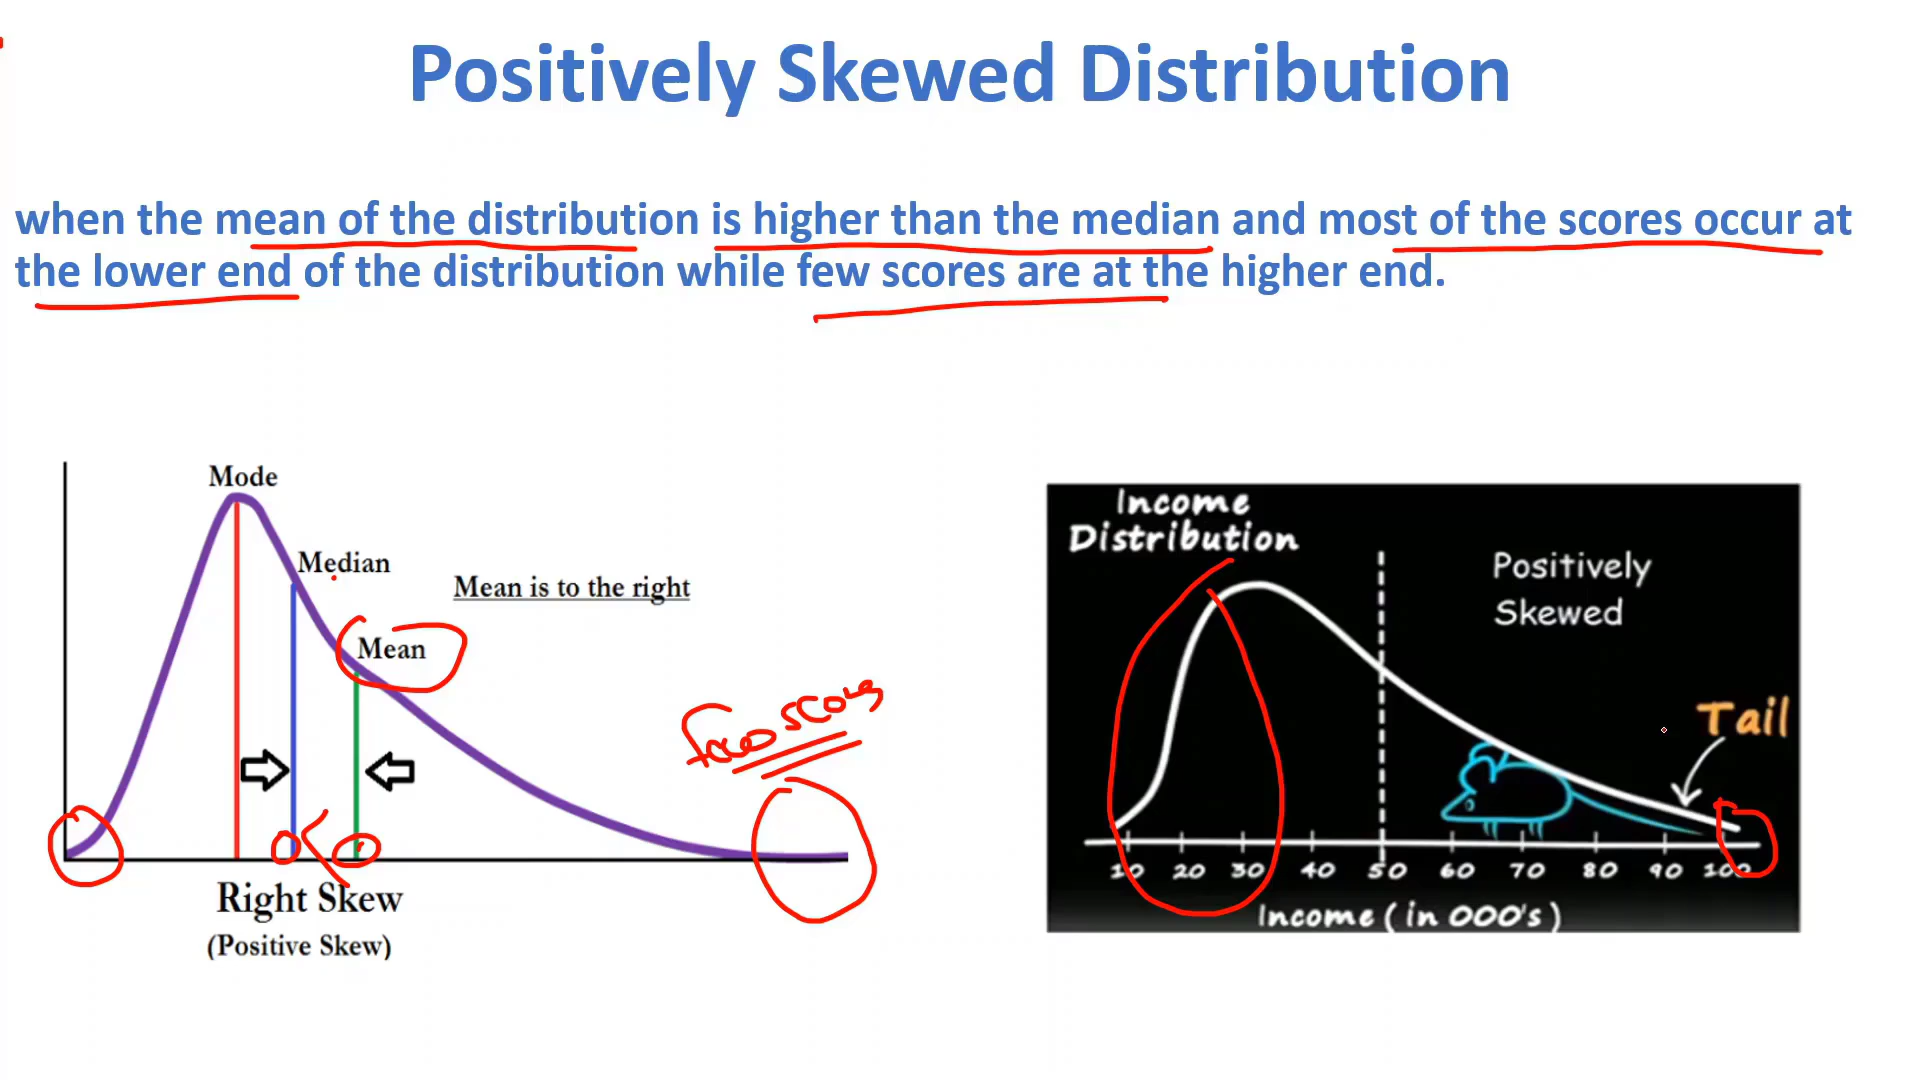 Positively Skewed Distribution
when the mean of the distribution is higher than the median and most of the scores occur at
the lower end of the distribution while few scores are at the higher end.
Mode
Median
Mean is to the right
Mean
few scores
Right Skew
(Positive Skew)
Income
Distribution
Positively
Skewed
Tail
10 20 30 40 50 60 70 80 90 100
Income ( in 000's )